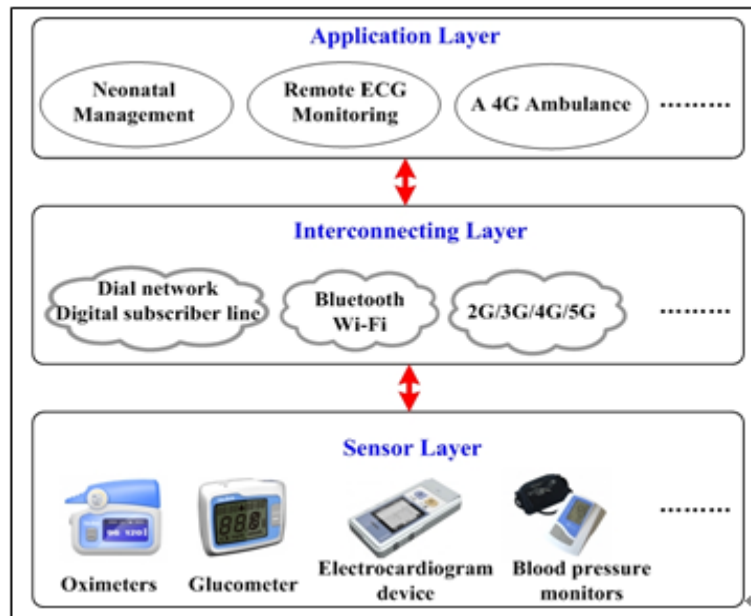 Application Layer
Neonatal
Management
Remote ECG
Monitoring
A 4G Ambulance
.........
Interconnecting Layer
Dial network
Digital subscriber line
Bluetooth
Wi-Fi
2G/3G/4G/5G
.........
Sensor Layer
.........
Oximeters
Glucometer
Electrocardiogram
device
Blood pressure
monitors